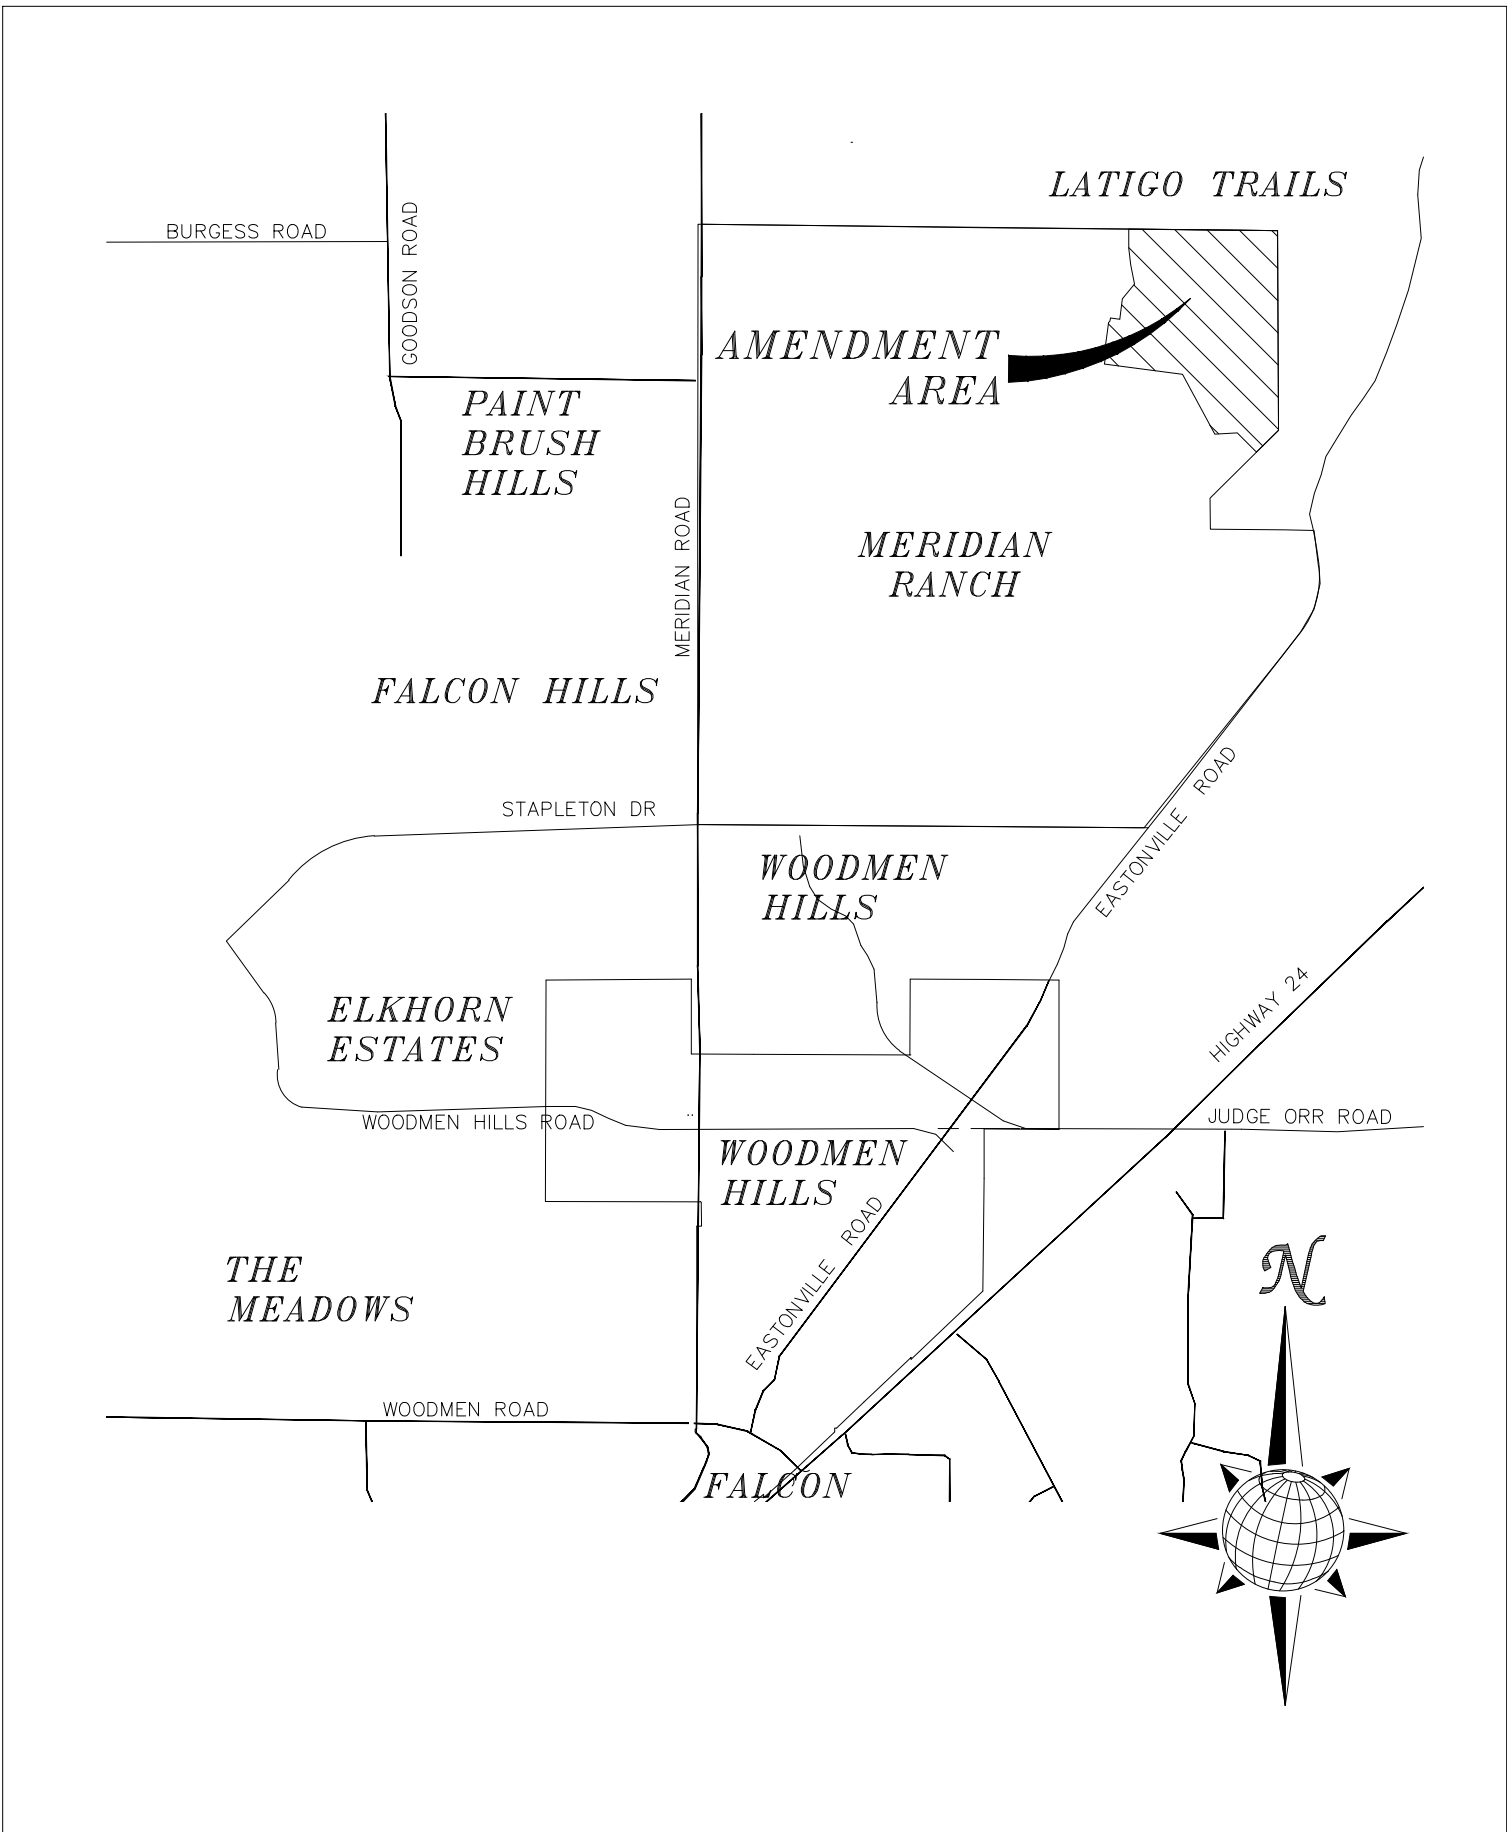 LATIGO TRAILS
BURGESS ROAD
GOODSON ROAD
AMENDMENT
AREA
PAINT
BRUSH
HILLS
MERIDIAN ROAD
MERIDIAN
RANCH
FALCON HILLS
STAPLETON DR
EASTONVILLE ROAD
WOODMEN
HILLS
HIGHWAY 24
ELKHORN
ESTATES
WOODMEN HILLS ROAD
JUDGE ORR ROAD
WOODMEN
HILLS
EASTONVILLE ROAD
THE
MEADOWS
N
WOODMEN ROAD
FALCON